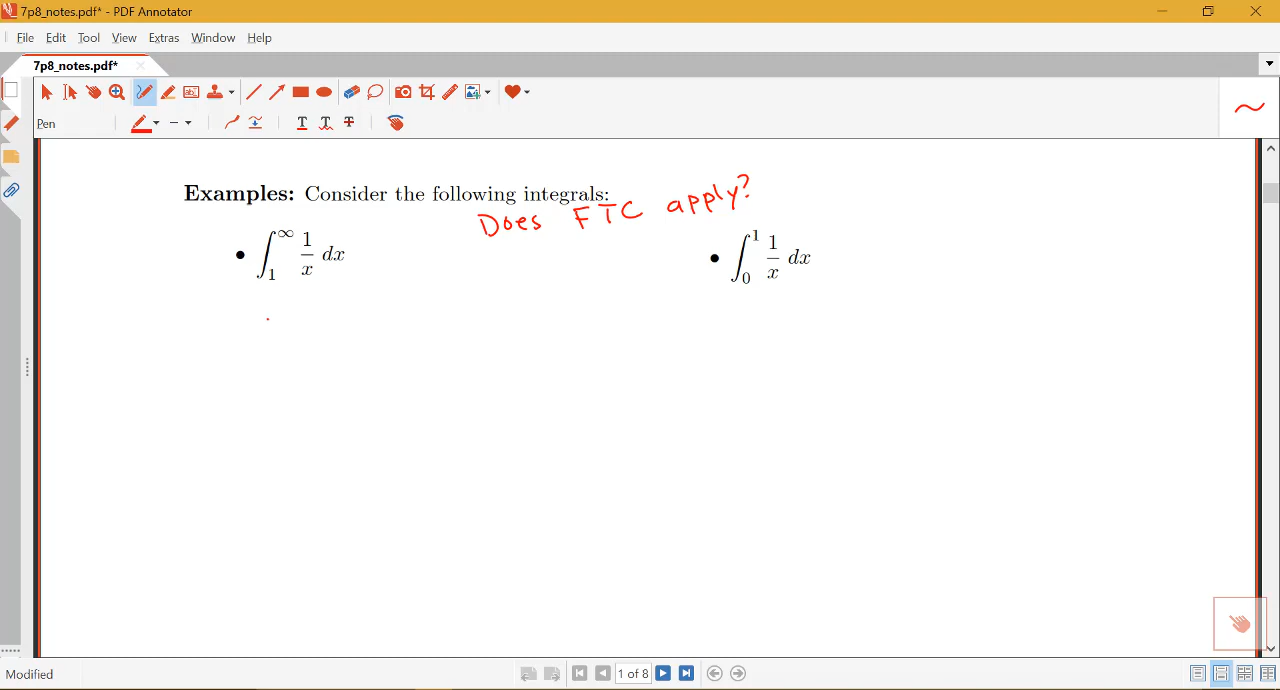 7p8_notes.pdf* - PDF Annotator
File Edit Tool View Extras Window Help
7p8_notes.pdf*
Pen
Examples: Consider the following integrals:
Does FTC apply?
• ∫₁^∞ 1/x dx
• ∫₀¹ 1/x dx
Modified
1 of 8